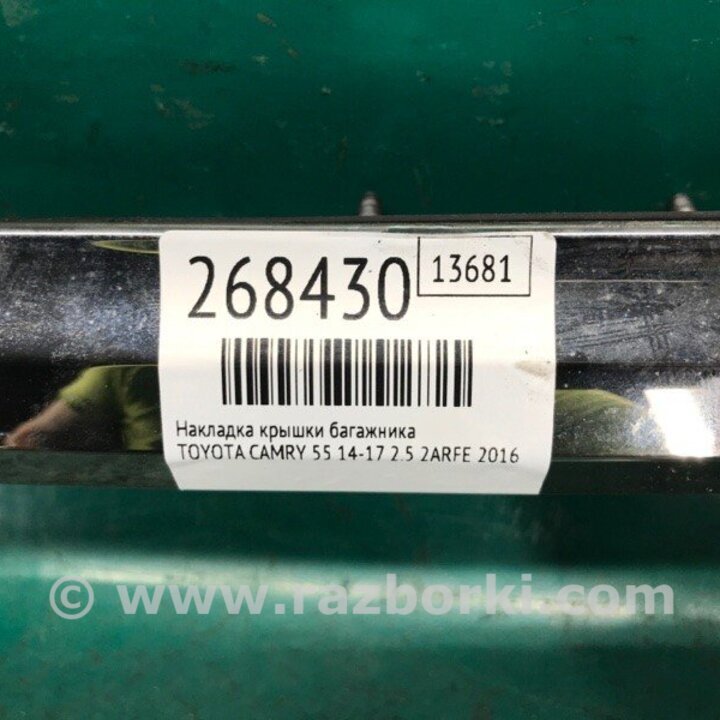 268430
13681
Накладка крышки багажника
TOYOTA CAMRY 55 14-17 2.5 2ARFE 2016
© www.razborki.com